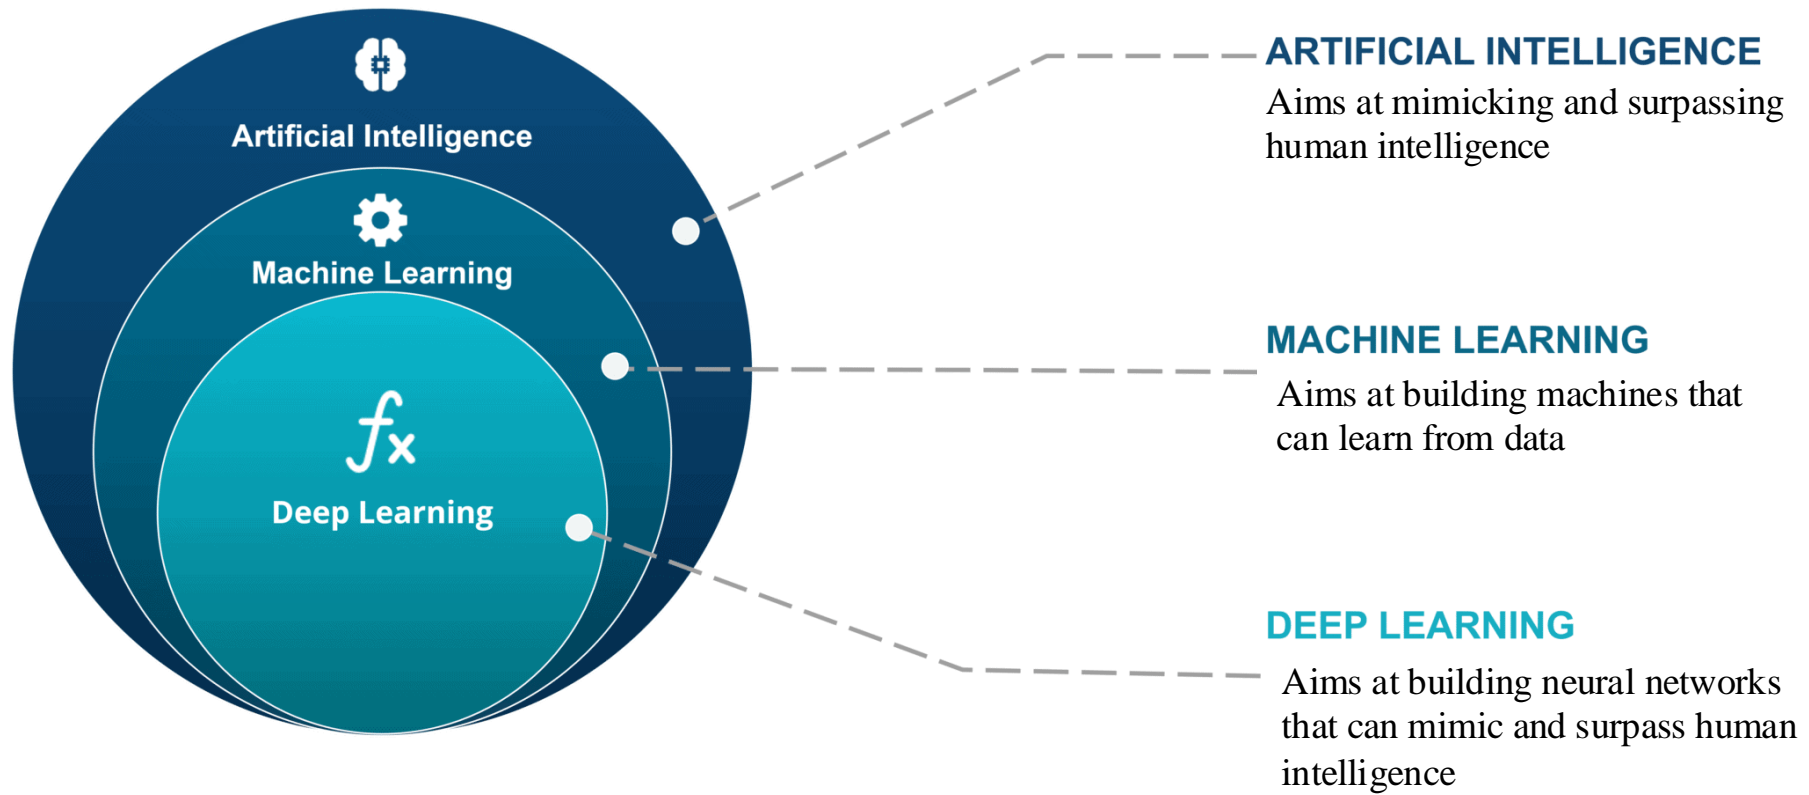 Artificial Intelligence
Machine Learning
fx
Deep Learning
ARTIFICIAL INTELLIGENCE
Aims at mimicking and surpassing
human intelligence
MACHINE LEARNING
Aims at building machines that
can learn from data
DEEP LEARNING
Aims at building neural networks
that can mimic and surpass human
intelligence